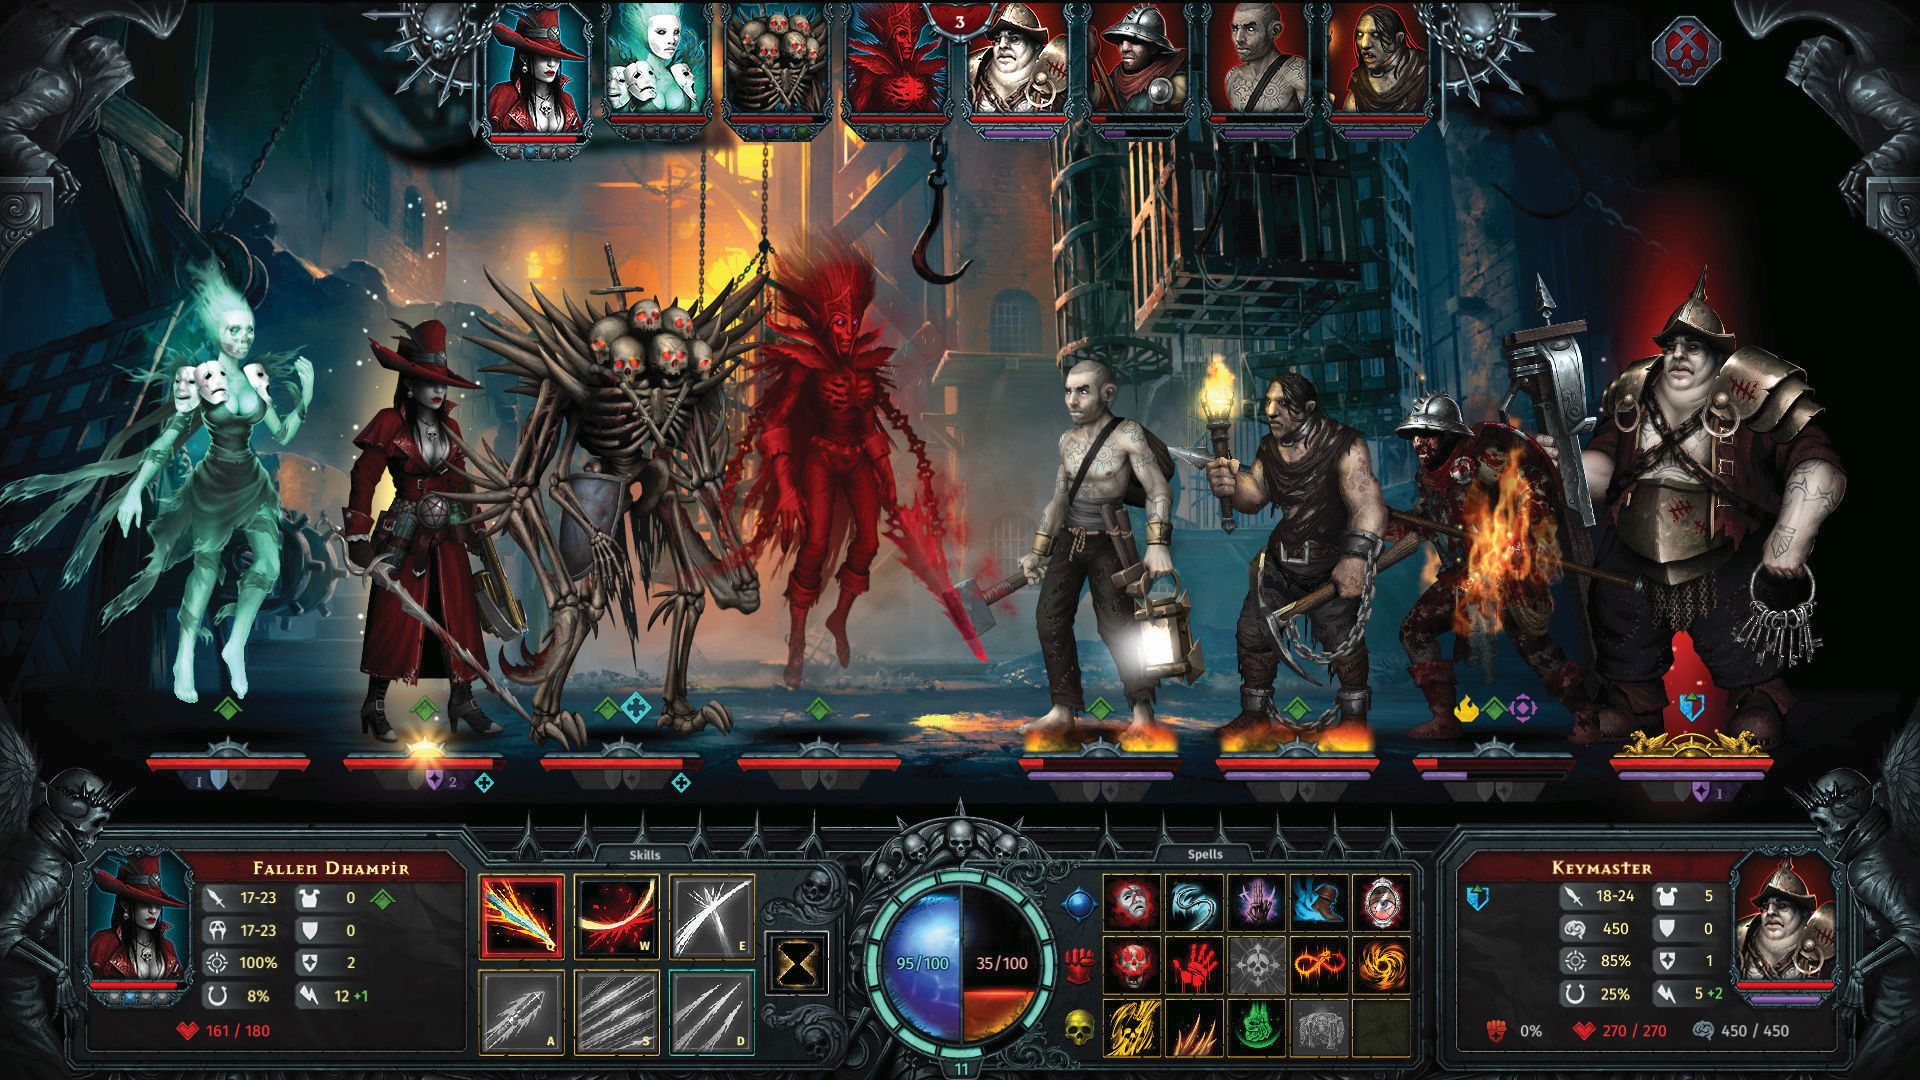 3
I
2
I
Fallen Dhampir
17-23 0
17-23 0
100% 2
8% 12 +1
161 / 180
Skills
Q W E
A S D
95/100 35/100
11
Spells
Keymaster
18-24 5
450 0
85% 1
25% 5 +2
0% 270 / 270 450 / 450